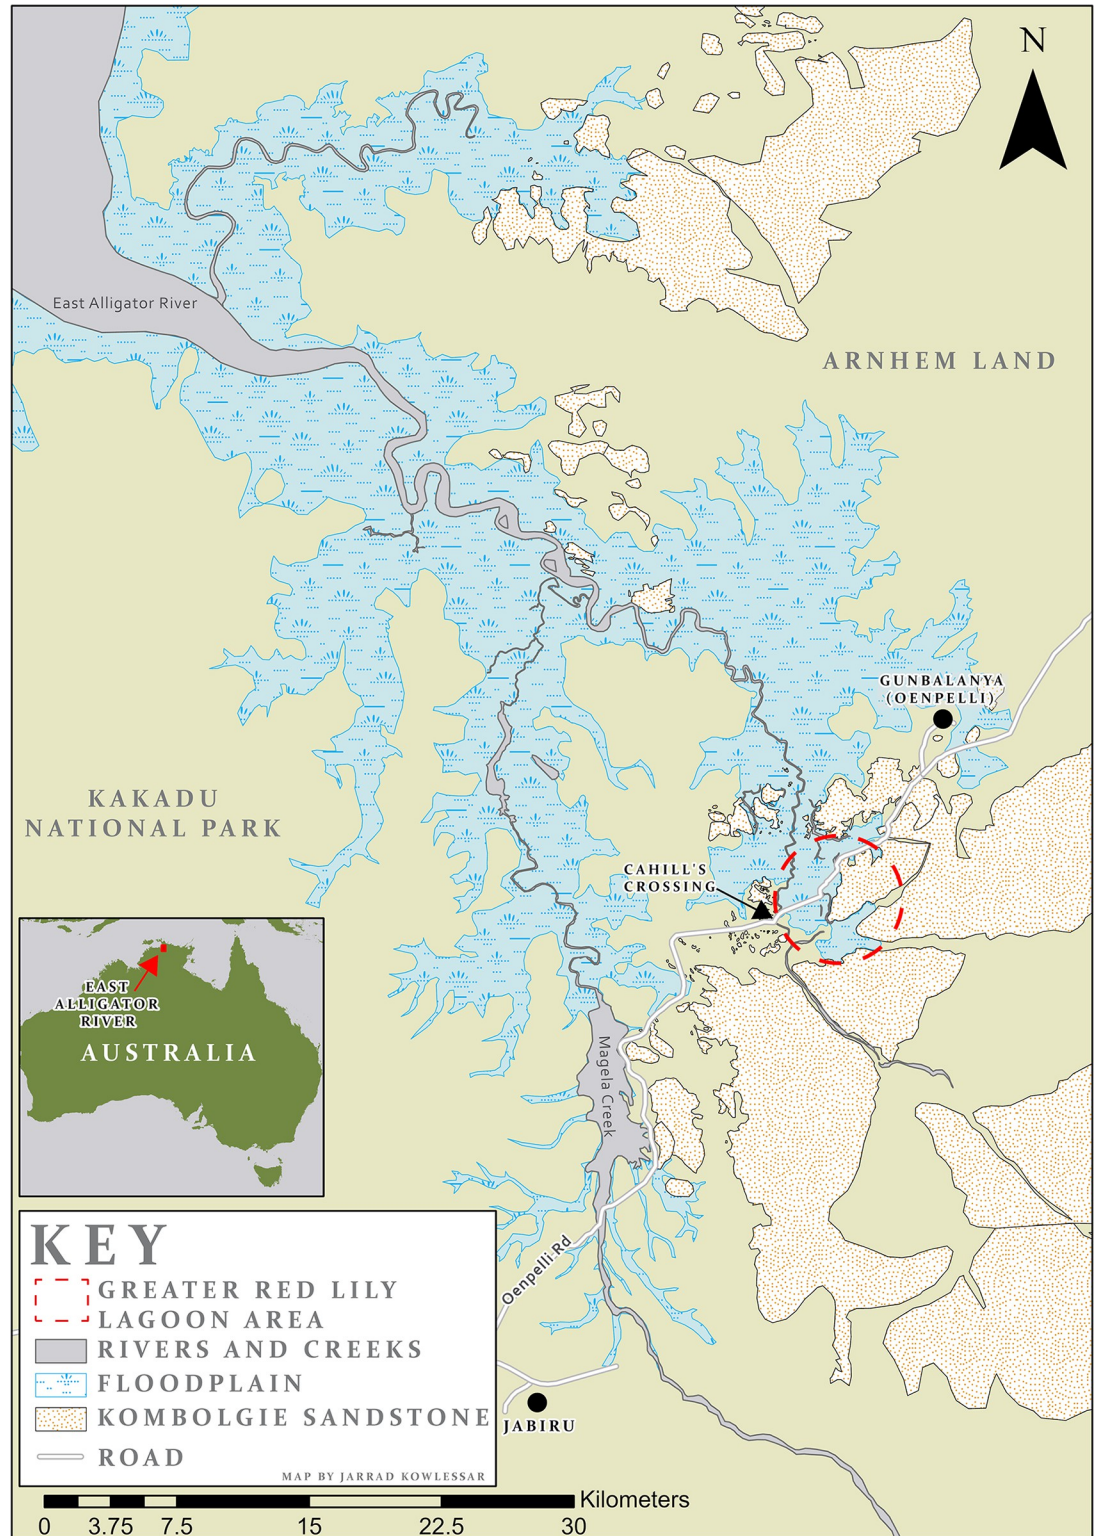 N
East Alligator River
ARNHEM LAND
GUNBALANYA
(OENPELLI)
KAKADU
NATIONAL PARK
CAHILL'S
CROSSING
EAST
ALLIGATOR
RIVER
AUSTRALIA
Magela Creek
Oenpelli Rd
JABIRU
KEY
GREATER RED LILY
LAGOON AREA
RIVERS AND CREEKS
FLOODPLAIN
KOMBOLGIE SANDSTONE
ROAD
MAP BY JARRAD KOWLESSAR
Kilometers
0 3.75 7.5 15 22.5 30